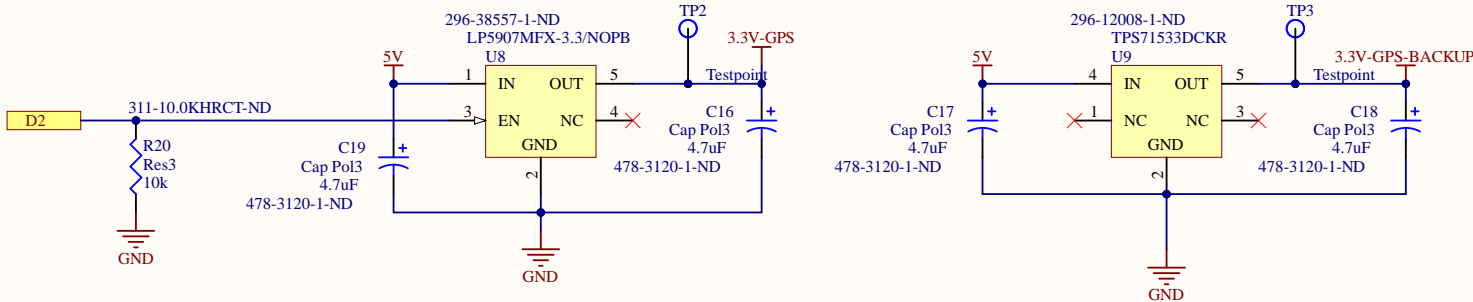 TP2
296-38557-1-ND
LP5907MFX-3.3/NOPB
3.3V-GPS
5V
U8
1
IN
OUT
5
Testpoint
311-10.0KHRCT-ND
D2
3
EN
NC
4
C16
Cap Pol3
4.7uF
478-3120-1-ND
R20
Res3
10k
C19
Cap Pol3
4.7uF
478-3120-1-ND
GND
2
GND
GND
TP3
296-12008-1-ND
TPS71533DCKR
3.3V-GPS-BACKUP
5V
U9
4
IN
OUT
5
Testpoint
C17
Cap Pol3
4.7uF
478-3120-1-ND
1
NC
NC
3
C18
Cap Pol3
4.7uF
478-3120-1-ND
GND
2
GND